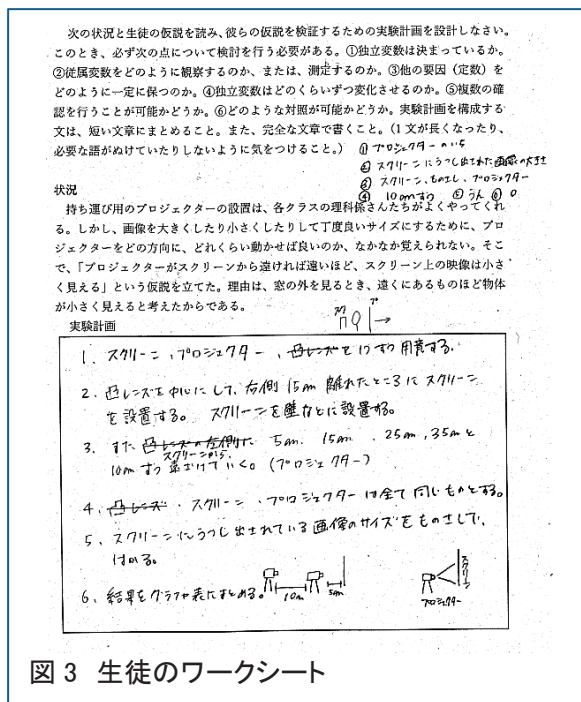 次の状況と生徒の仮説を読み、彼らの仮説を検証するための実験計画を設計しなさい。
このとき、必ず次の点について検討を行う必要がある。①独立変数は決まっているか。
②従属変数をどのように観察するのか、または、測定するのか。③他の要因（定数）を
どのように一定に保つのか。④独立変数はどのくらいずつ変化させるのか。⑤複数の確
認を行うことが可能かどうか。⑥どのような対照が可能かどうか。実験計画を構成する
文は、短い文章にまとめること。また、完全な文章で書くこと。（1文が長くなったり、
必要な語がぬけていたりしないように気をつけること。）
①プロジェクターのいち
②スクリーンにうつし出された画像の大きさ
③スクリーン、ものさし、プロジェクター
④10cmずつ ⑤うん ⑥0
状況
持ち運び用のプロジェクターの設置は、各クラスの理科係さんたちがよくやってくれ
る。しかし、画像を大きくしたり小さくしたりして丁度良いサイズにするために、プロ
ジェクターをどの方向に、どれくらい動かせば良いのか、なかなか覚えられない。そこ
で、「プロジェクターがスクリーンから遠ければ遠いほど、スクリーン上の映像は小さ
く見える」という仮説を立てた。理由は、窓の外を見るとき、遠くにあるものほど物体
が小さく見えると考えたからである。
実験計画
1. スクリーン、プロジェクター、凸レンズを1つずつ用意する。
2. 凸レンズを中心にして、右側15cm離れたところにスクリーン
を設置する。スクリーンを壁などに設置する。
3. また凸レンズの左側に スクリーンから 5cm、15cm、25cm、35cmと
10cmずつ遠ざけていく。（プロジェクター）
4. 凸レンズ、スクリーン、プロジェクターは全て同じものとする。
5. スクリーンにうつし出されている画像のサイズをものさしで、
はかる。
6. 結果をグラフや表にまとめる。
10cm 5cm
プロジェクター スクリーン
図3 生徒のワークシート